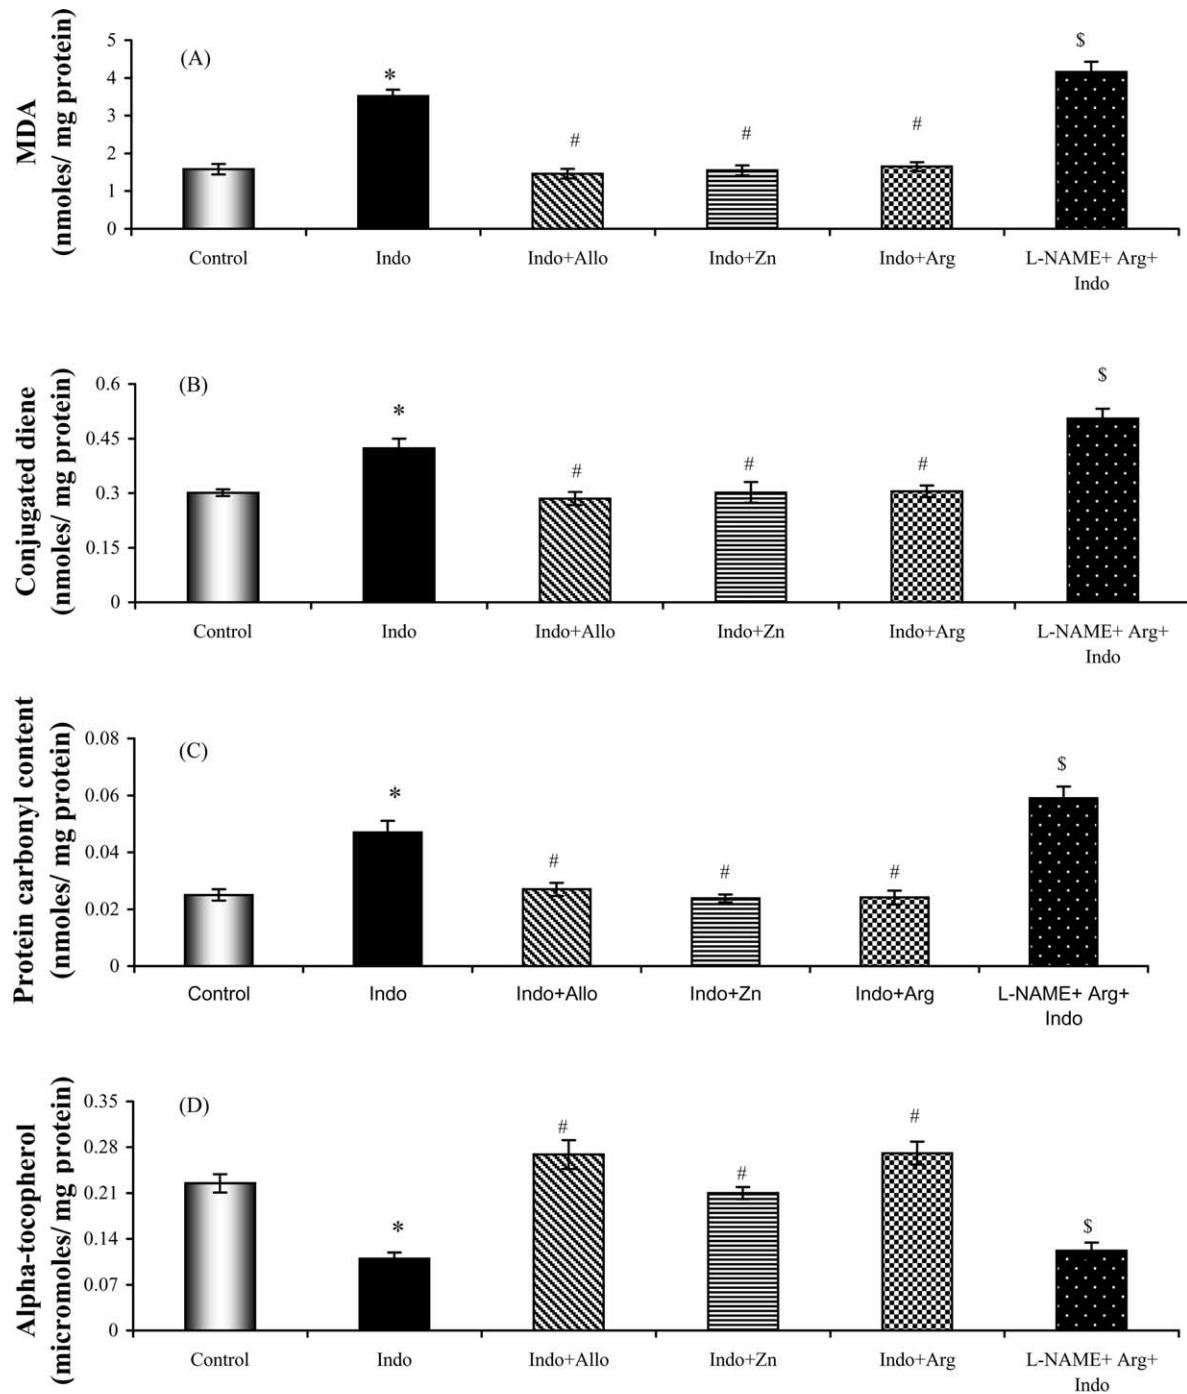 MDA
(nmoles/ mg protein)
(A)
5
4
3
2
1
0
*
#
#
#
$
Control
Indo
Indo+Allo
Indo+Zn
Indo+Arg
L-NAME+ Arg+
Indo
Conjugated diene
(nmoles/ mg protein)
(B)
0.6
0.45
0.3
0.15
0
*
#
#
#
$
Control
Indo
Indo+Allo
Indo+Zn
Indo+Arg
L-NAME+ Arg+
Indo
Protein carbonyl content
(nmoles/ mg protein)
(C)
0.08
0.06
0.04
0.02
0
*
#
#
#
$
Control
Indo
Indo+Allo
Indo+Zn
Indo+Arg
L-NAME+ Arg+
Indo
Alpha-tocopherol
(micromoles/ mg protein)
(D)
0.35
0.28
0.21
0.14
0.07
0
*
#
#
#
$
Control
Indo
Indo+Allo
Indo+Zn
Indo+Arg
L-NAME+ Arg+
Indo